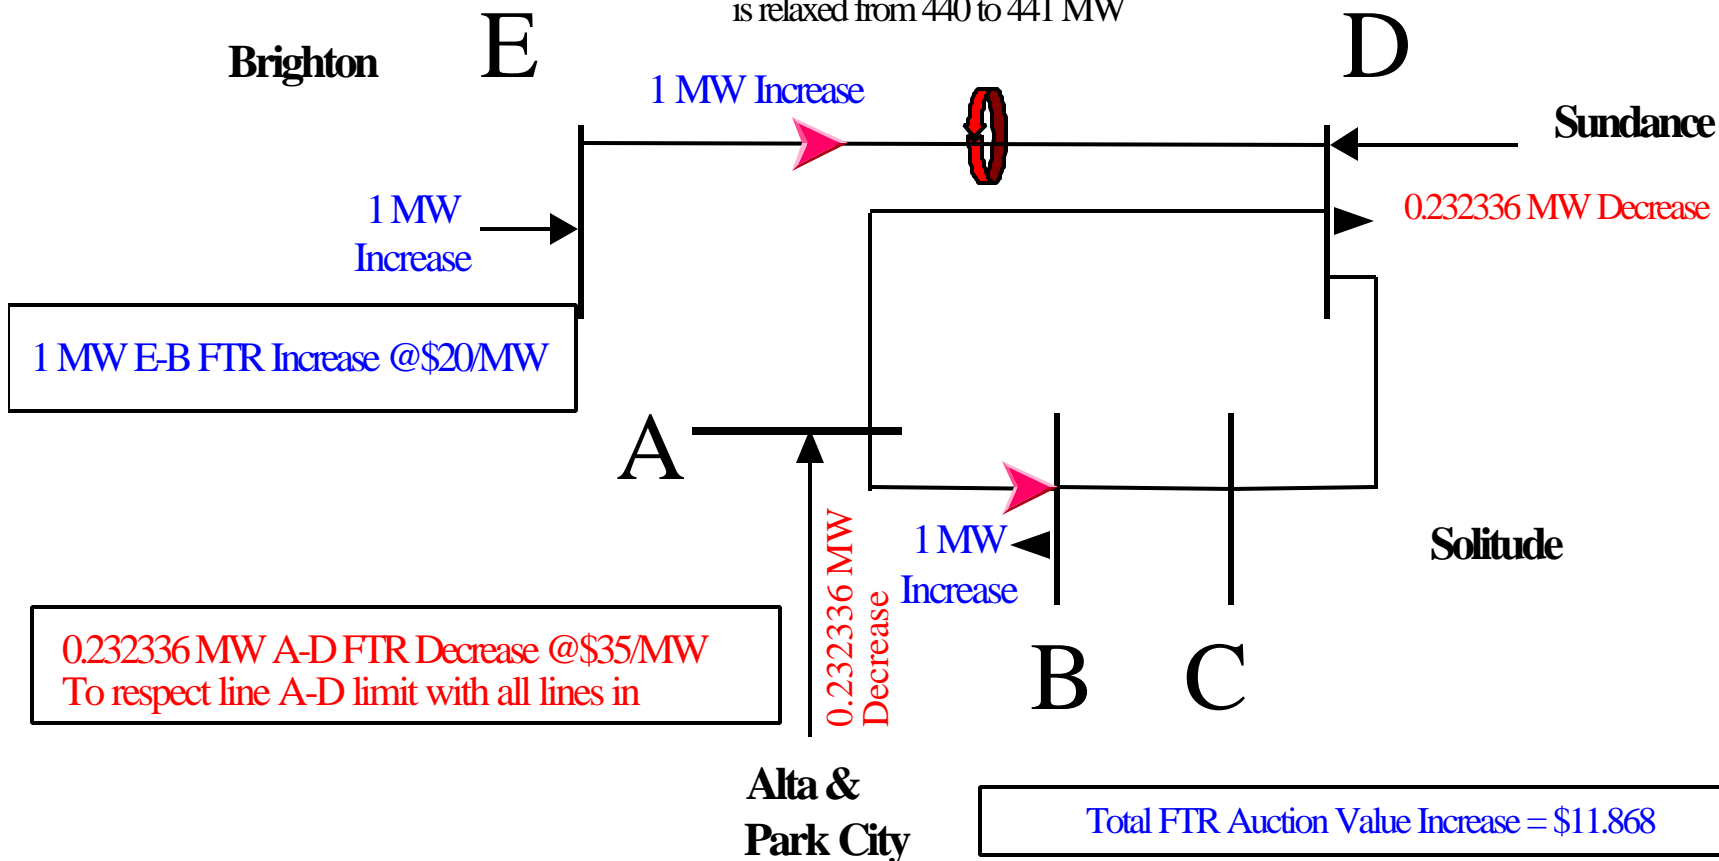 is relaxed from 440 to 441 MW
Brighton
E
D
1 MW Increase
Sundance
1 MW
Increase
0.232336 MW Decrease
1 MW E-B FTR Increase @$20/MW
A
0.232336 MW
Decrease
1 MW
Increase
Solitude
0.232336 MW A-D FTR Decrease @$35/MW
To respect line A-D limit with all lines in
B
C
Alta &
Park City
Total FTR Auction Value Increase = $11.868